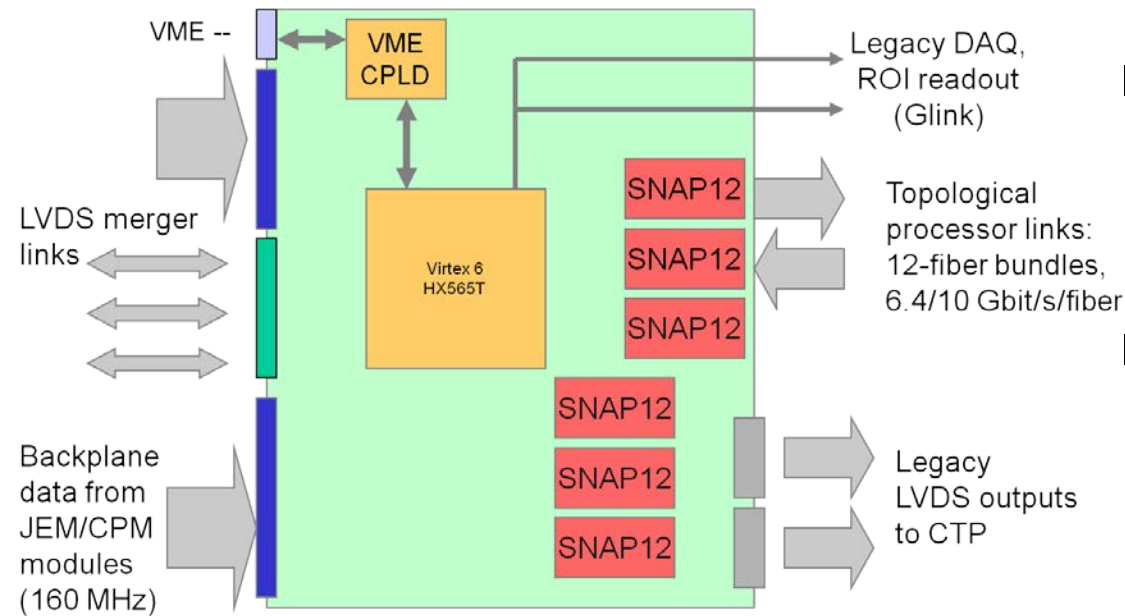 VME --
VME
CPLD
Legacy DAQ,
ROI readout
(Glink)
SNAP12
Topological
processor links:
12-fiber bundles,
6.4/10 Gbit/s/fiber
LVDS merger
links
Virtex 6
HX565T
SNAP12
SNAP12
SNAP12
SNAP12
SNAP12
Backplane
data from
JEM/CPM
modules
(160 MHz)
Legacy
LVDS outputs
to CTP